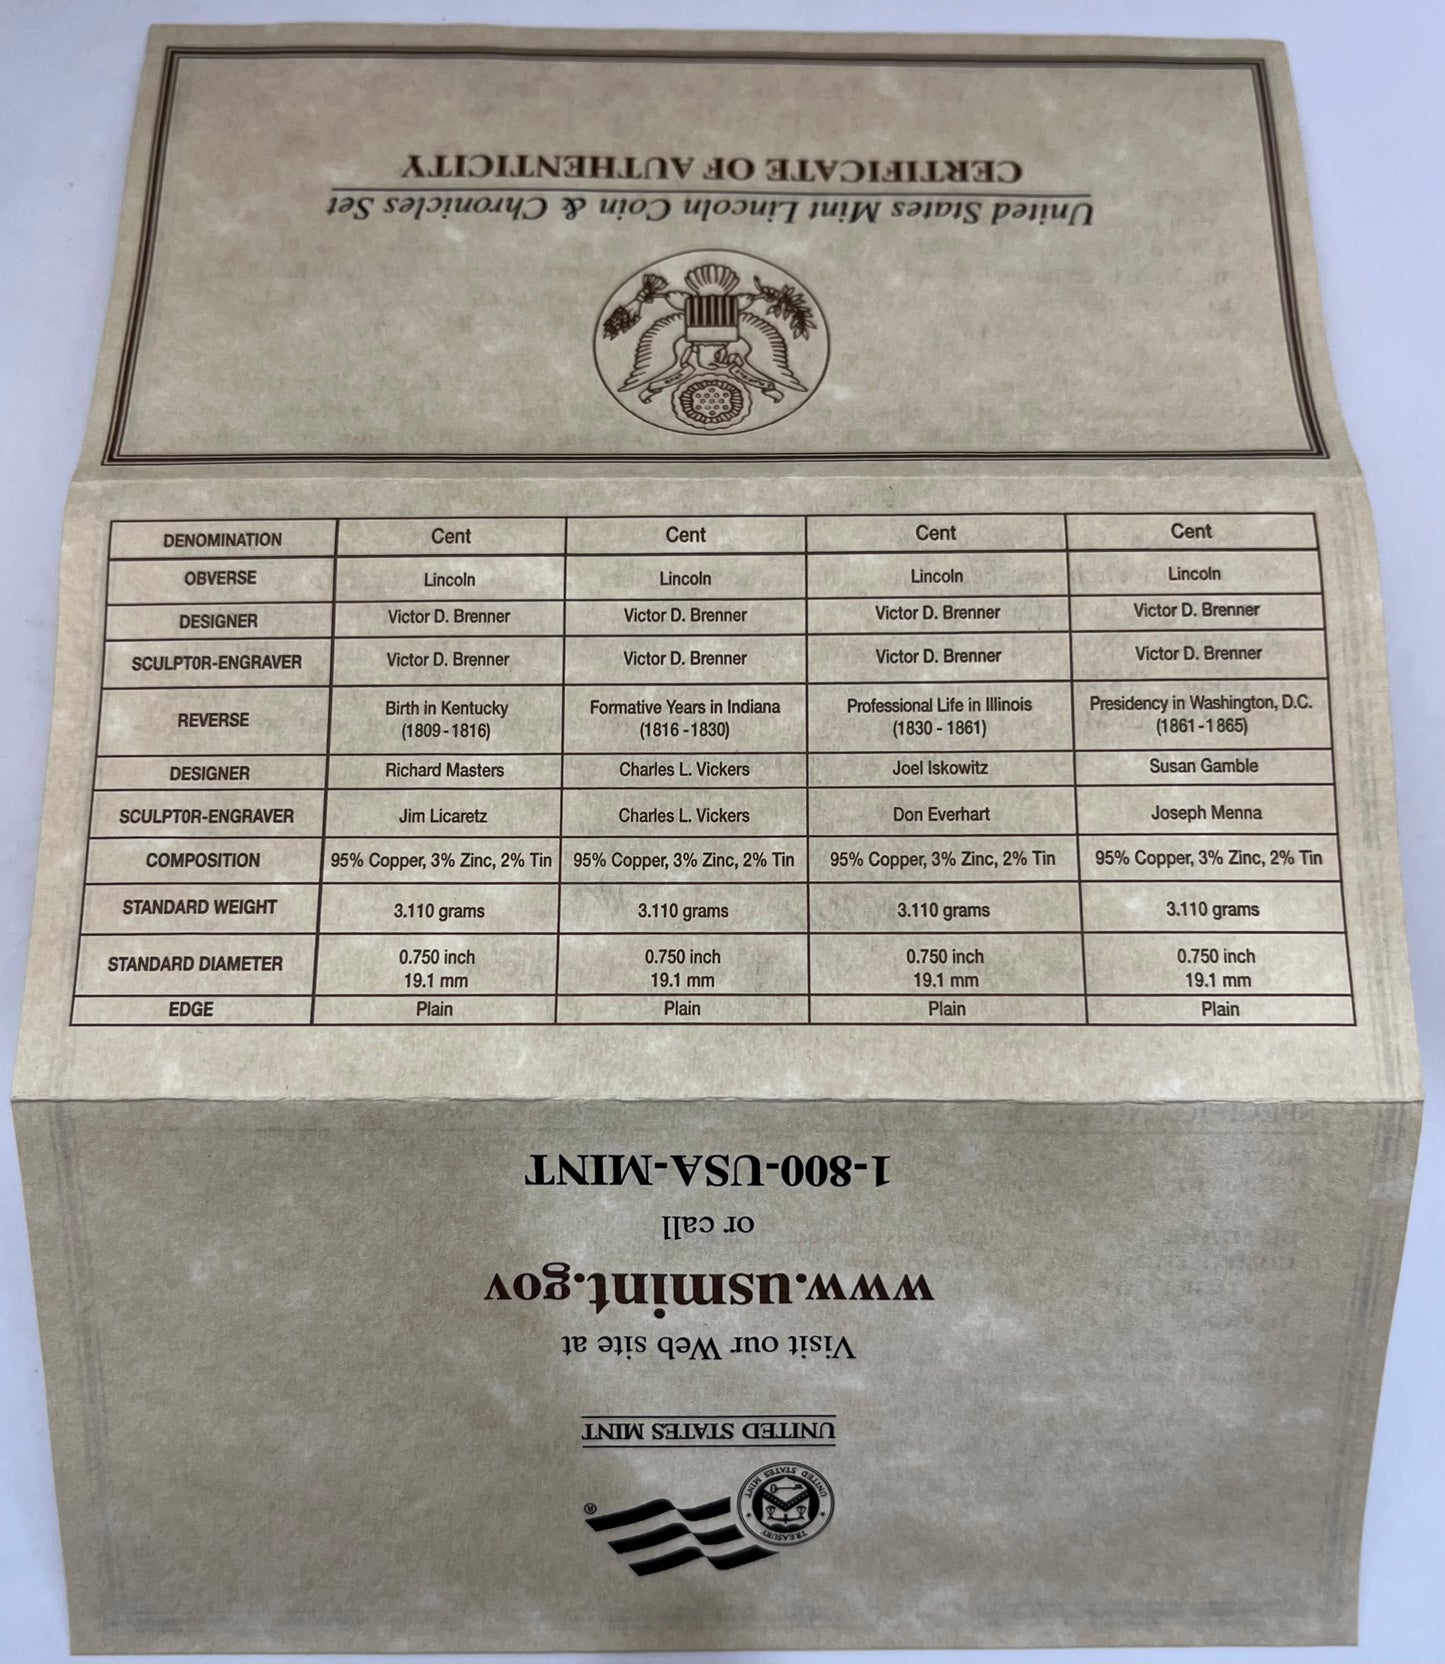 CERTIFICATE OF AUTHENTICITY
United States Mint Lincoln Coin & Chronicles Set
DENOMINATION Cent Cent Cent Cent
OBVERSE Lincoln Lincoln Lincoln Lincoln
DESIGNER Victor D. Brenner Victor D. Brenner Victor D. Brenner Victor D. Brenner
SCULPTOR-ENGRAVER Victor D. Brenner Victor D. Brenner Victor D. Brenner Victor D. Brenner
REVERSE Birth in Kentucky Formative Years in Indiana Professional Life in Illinois Presidency in Washington, D.C.
(1809-1816) (1816-1830) (1830 - 1861) (1861-1865)
DESIGNER Richard Masters Charles L. Vickers Joel Iskowitz Susan Gamble
SCULPTOR-ENGRAVER Jim Licaretz Charles L. Vickers Don Everhart Joseph Menna
COMPOSITION 95% Copper, 3% Zinc, 2% Tin 95% Copper, 3% Zinc, 2% Tin 95% Copper, 3% Zinc, 2% Tin 95% Copper, 3% Zinc, 2% Tin
STANDARD WEIGHT 3.110 grams 3.110 grams 3.110 grams 3.110 grams
STANDARD DIAMETER 0.750 inch 0.750 inch 0.750 inch 0.750 inch
19.1 mm 19.1 mm 19.1 mm 19.1 mm
EDGE Plain Plain Plain Plain
THE DEPARTMENT OF THE TREASURY
UNITED STATES MINT
®
UNITED STATES MINT
Visit our Web site at
www.usmint.gov
or call
1-800-USA-MINT